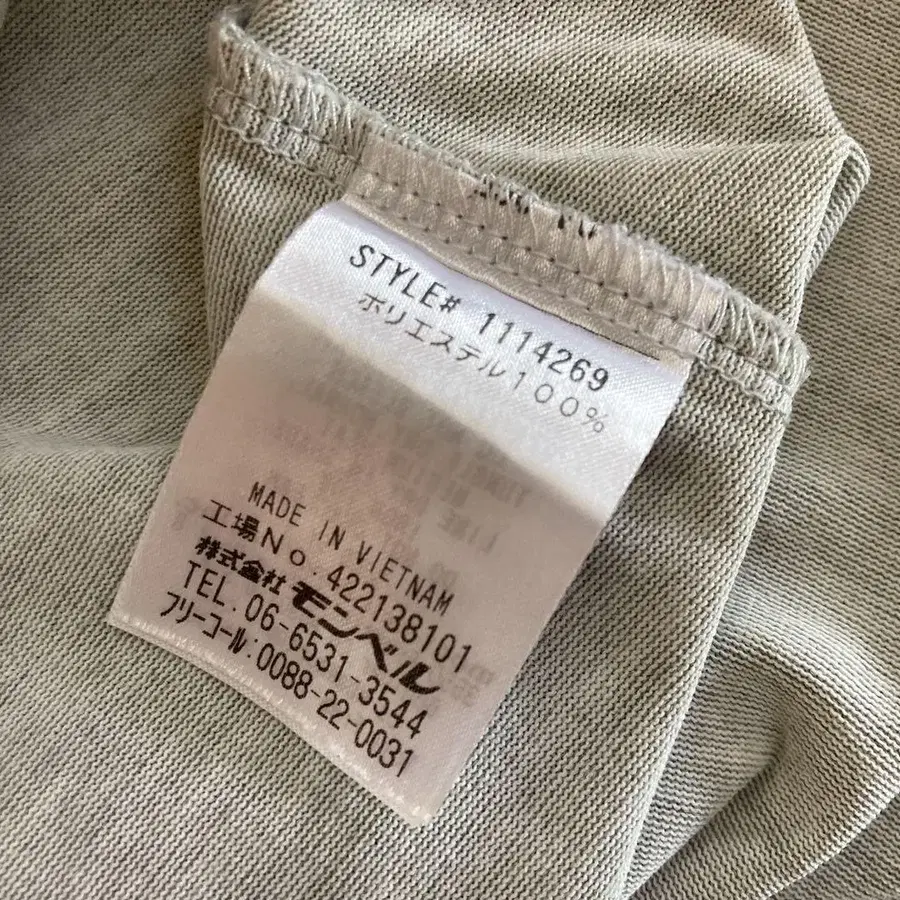 STYLE# 1114269
ポリエステル100%
MADE IN VIETNAM
工場No.422138101
株式会社モンベル
TEL.06-6531-3544
フリーコール:0088-22-0031